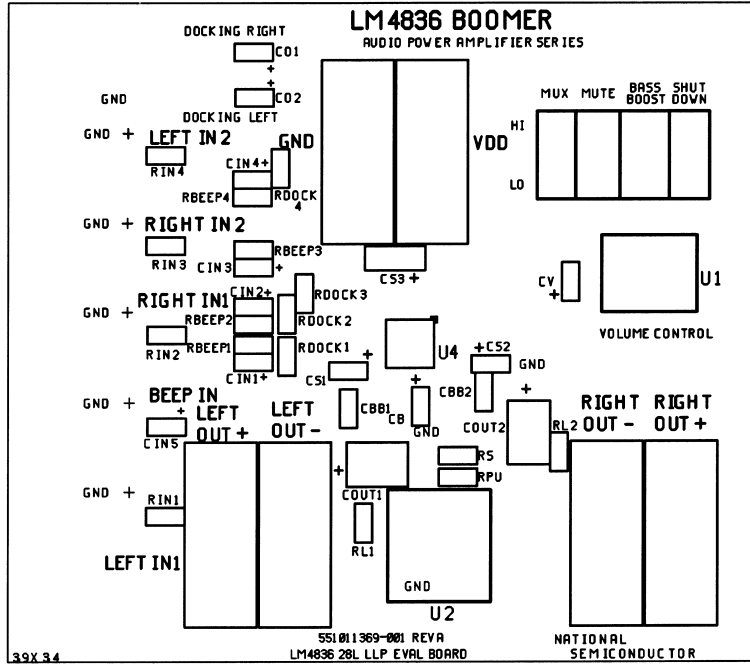 LM4836 BOOMER
AUDIO POWER AMPLIFIER SERIES
DOCKING RIGHT
CO1
+
+
CO2
DOCKING LEFT
GND
GND +
LEFT IN2
RIN4
CIN4+
RBEEP4
RDOCK
4
GND
VDD
MUX
MUTE
BASS
BOOST
SHUT
DOWN
HI
LO
GND +
RIGHT IN2
RIN3
RBEEP3
CIN3
+
CS3 +
CV
+
U1
VOLUME CONTROL
GND +
RIGHT IN1
RIN2
CIN2+
RBEEP2
RDOCK3
RDOCK2
RBEEP1
RDOCK1
CIN1+
+
CS1
U4
+
CS2
GND
+
CBB2
GND +
BEEP IN
+
CIN5
LEFT
OUT +
LEFT
OUT -
CBB1
+
CB
GND
COUT2
RL2
RIGHT
OUT -
RIGHT
OUT +
RS
RPU
GND +
RIN1
LEFT IN1
+
COUT1
RL1
GND
U2
551011369-001 REVA
LM4836 28L LLP EVAL BOARD
NATIONAL
SEMICONDUCTOR
39X34